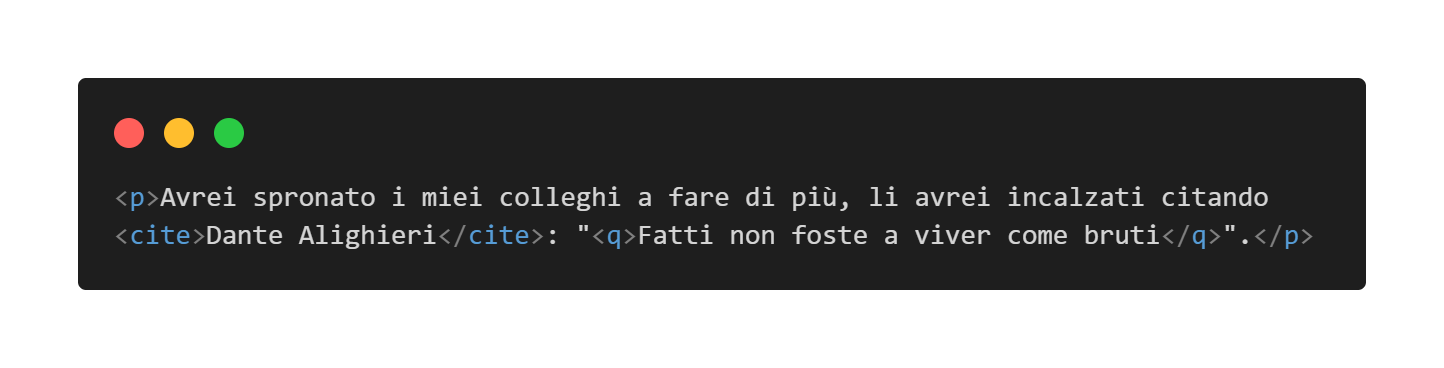 <p>Avrei spronato i miei colleghi a fare di più, li avrei incalzati citando
<cite>Dante Alighieri</cite>: "<q>Fatti non foste a viver come bruti</q>".</p>